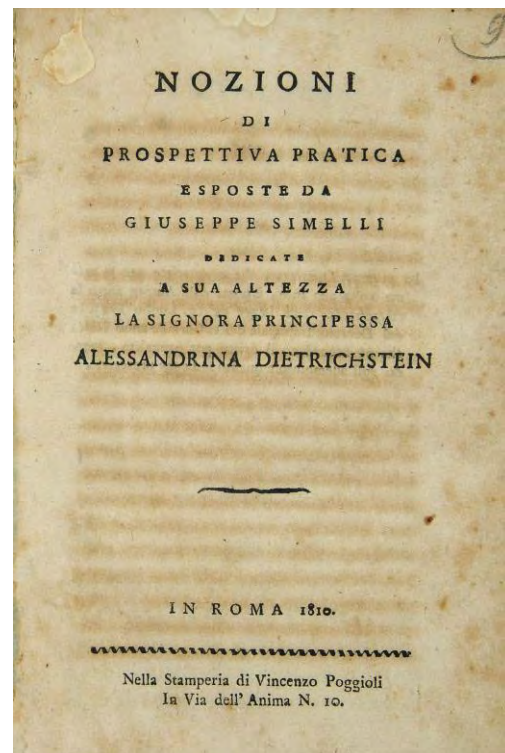 9
NOZIONI
DI
PROSPETTIVA PRATICA
ESPOSTE DA
GIUSEPPE SIMELLI
DEDICATE
A SUA ALTEZZA
LA SIGNORA PRINCIPESSA
ALESSANDRINA DIETRICHSTEIN
IN ROMA 1810.
Nella Stamperia di Vincenzo Poggioli
In Via dell' Anima N. 10.